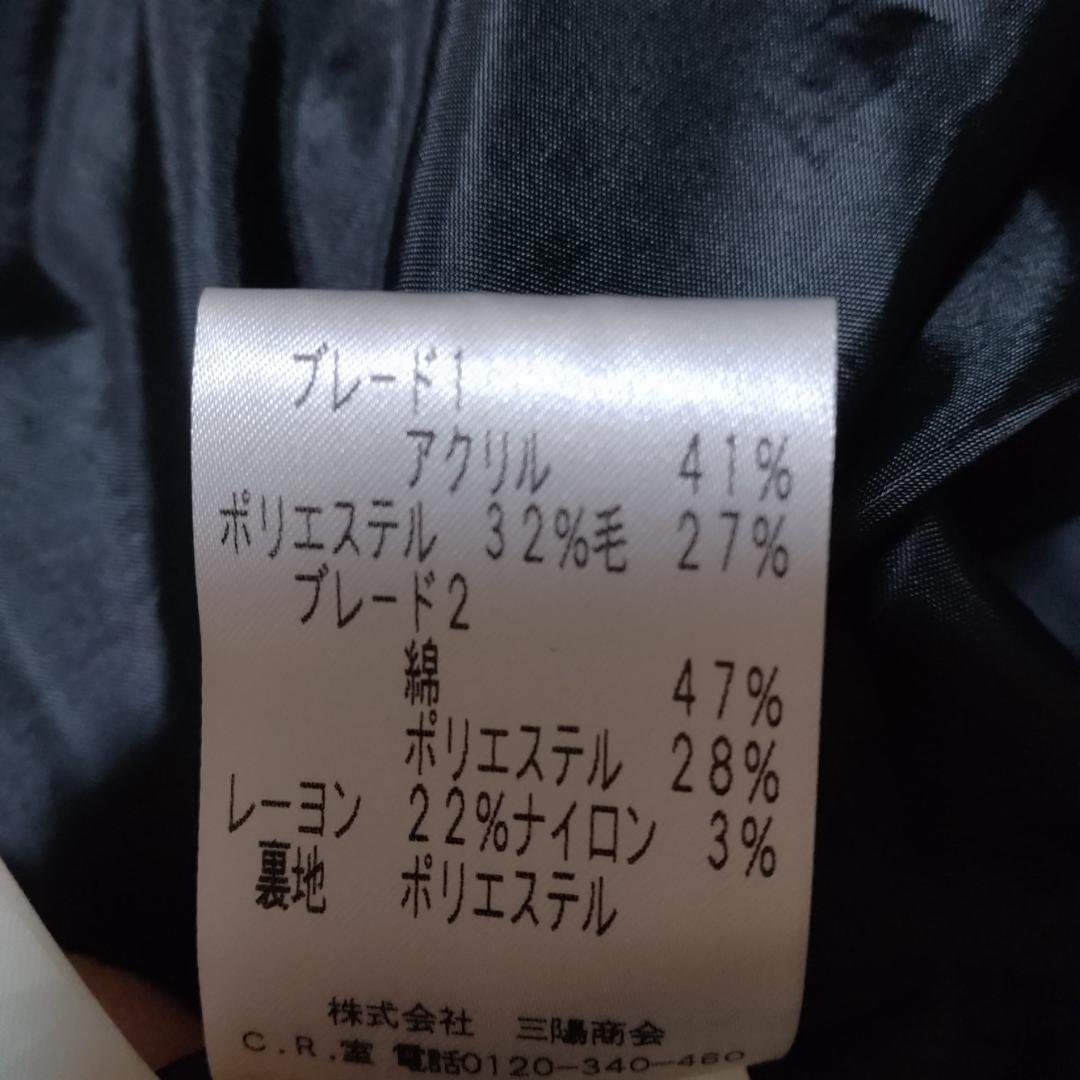 ブレード1
アクリル 41%
ポリエステル 32%毛 27%
ブレード2
綿 47%
ポリエステル 28%
レーヨン 22%ナイロン 3%
裏地 ポリエステル
株式会社 三陽商会
C.R.室 電話0120-340-460